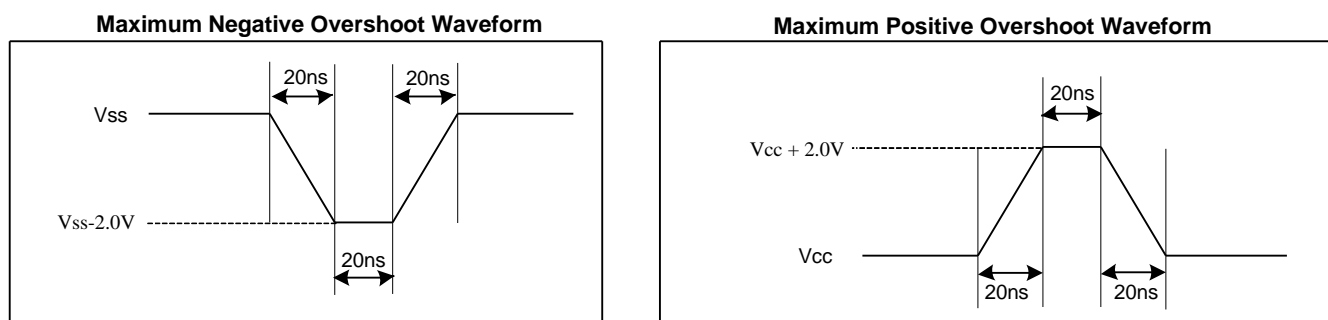 Maximum Negative Overshoot Waveform
20ns
20ns
Vss
Vss-2.0V
20ns
Maximum Positive Overshoot Waveform
20ns
Vcc + 2.0V
Vcc
20ns
20ns